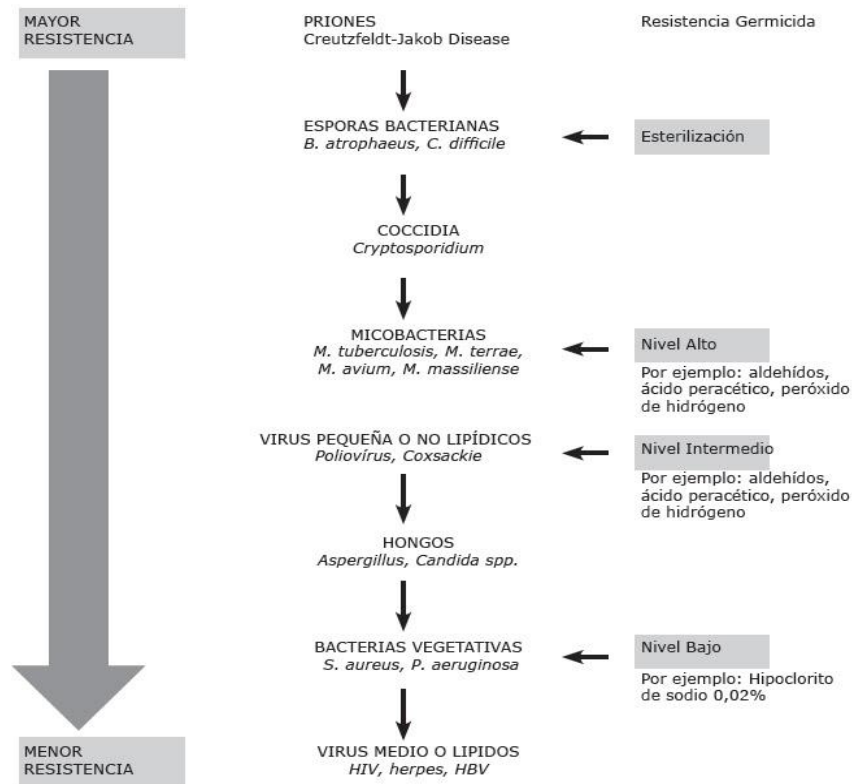 MAYOR
RESISTENCIA
PRIONES
Creutzfeldt-Jakob Disease
Resistencia Germicida
ESPORAS BACTERIANAS
B. atrophaeus, C. difficile
Esterilización
COCCIDIA
Cryptosporidium
MICOBACTERIAS
M. tuberculosis, M. terrae,
M. avium, M. massiliense
Nivel Alto
Por ejemplo: aldehídos,
ácido peracético, peróxido
de hidrógeno
VIRUS PEQUEÑA O NO LIPÍDICOS
Poliovírus, Coxsackie
Nivel Intermedio
Por ejemplo: aldehídos,
ácido peracético, peróxido
de hidrógeno
HONGOS
Aspergillus, Candida spp.
BACTERIAS VEGETATIVAS
S. aureus, P. aeruginosa
Nivel Bajo
Por ejemplo: Hipoclorito
de sodio 0,02%
MENOR
RESISTENCIA
VIRUS MEDIO O LIPIDOS
HIV, herpes, HBV